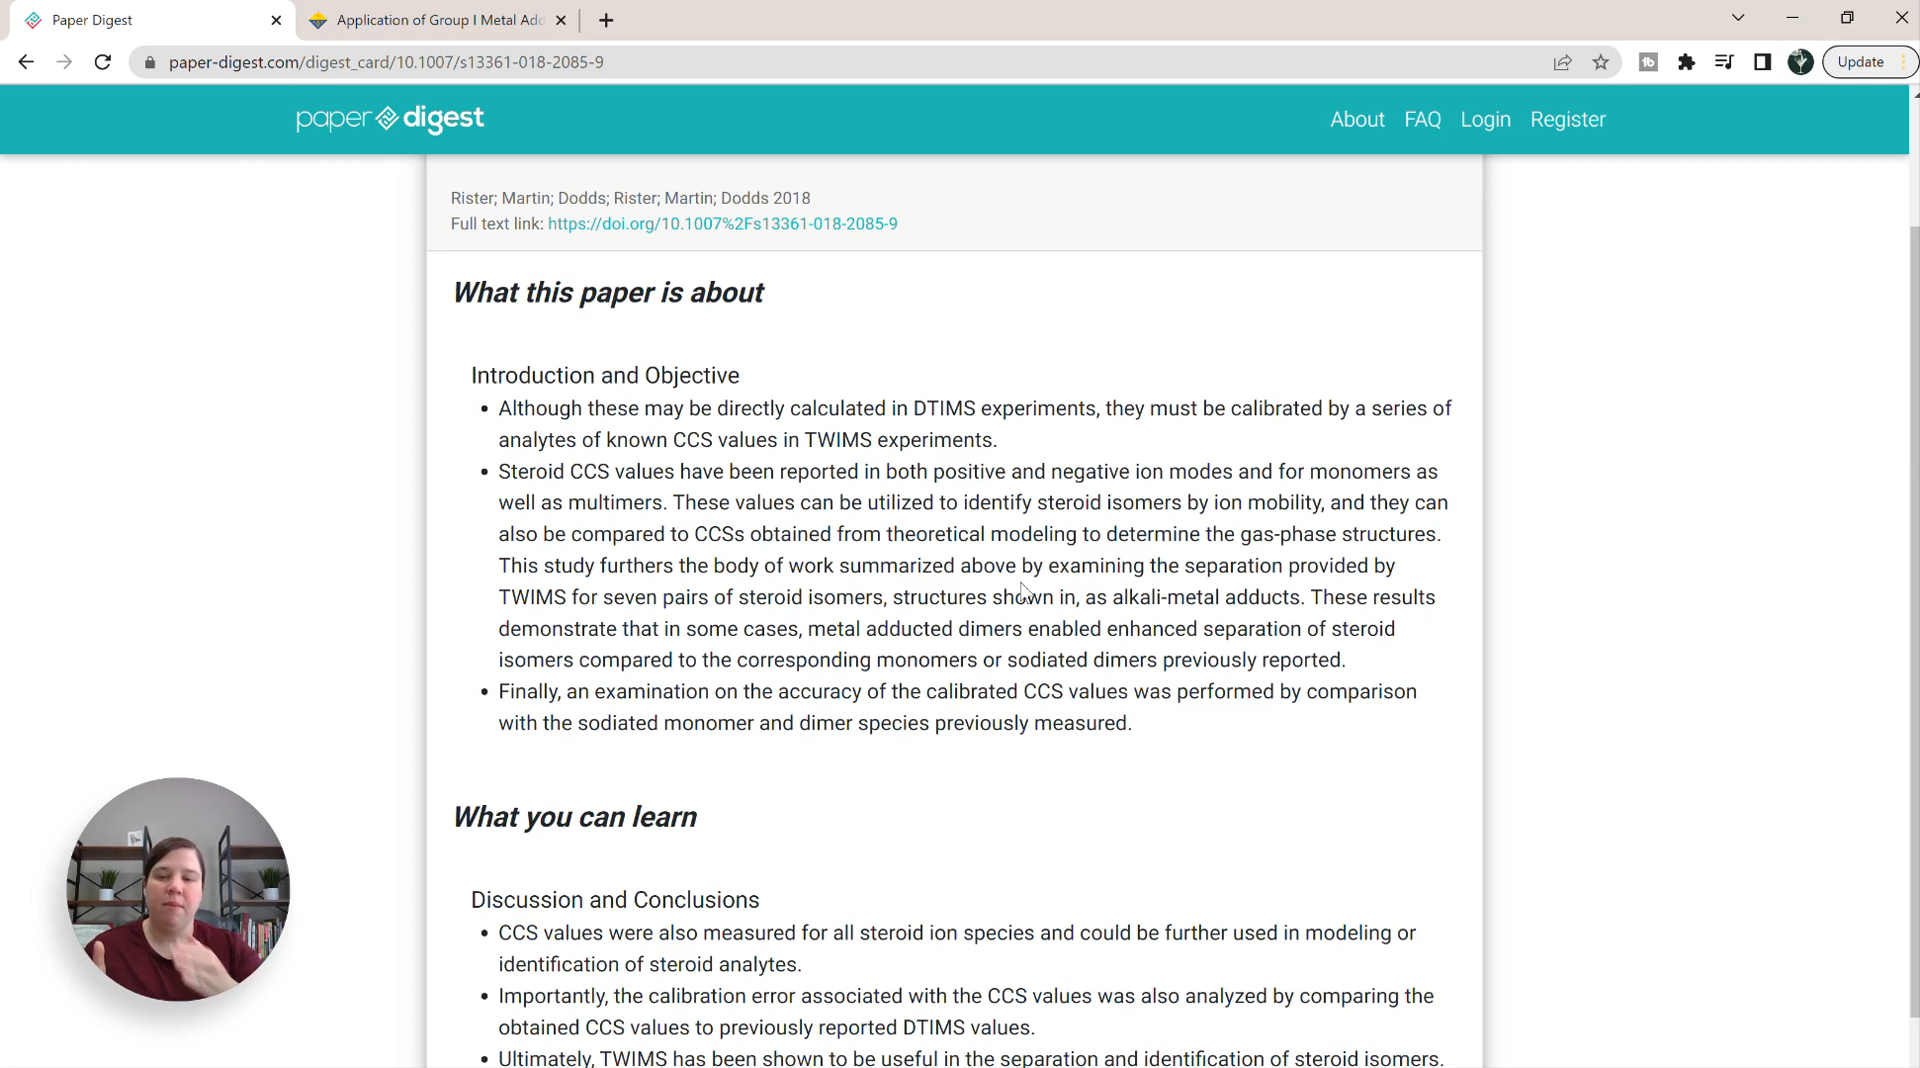 Paper Digest
Application of Group I Metal Add
paper-digest.com/digest_card/10.1007/s13361-018-2085-9
Update
paper digest
About FAQ Login Register
Rister; Martin; Dodds; Rister; Martin; Dodds 2018
Full text link: https://doi.org/10.1007%2Fs13361-018-2085-9
What this paper is about
Introduction and Objective
• Although these may be directly calculated in DTIMS experiments, they must be calibrated by a series of
analytes of known CCS values in TWIMS experiments.
• Steroid CCS values have been reported in both positive and negative ion modes and for monomers as
well as multimers. These values can be utilized to identify steroid isomers by ion mobility, and they can
also be compared to CCSs obtained from theoretical modeling to determine the gas-phase structures.
This study furthers the body of work summarized above by examining the separation provided by
TWIMS for seven pairs of steroid isomers, structures shown in, as alkali-metal adducts. These results
demonstrate that in some cases, metal adducted dimers enabled enhanced separation of steroid
isomers compared to the corresponding monomers or sodiated dimers previously reported.
• Finally, an examination on the accuracy of the calibrated CCS values was performed by comparison
with the sodiated monomer and dimer species previously measured.
What you can learn
Discussion and Conclusions
• CCS values were also measured for all steroid ion species and could be further used in modeling or
identification of steroid analytes.
• Importantly, the calibration error associated with the CCS values was also analyzed by comparing the
obtained CCS values to previously reported DTIMS values.
• Ultimately, TWIMS has been shown to be useful in the separation and identification of steroid isomers.